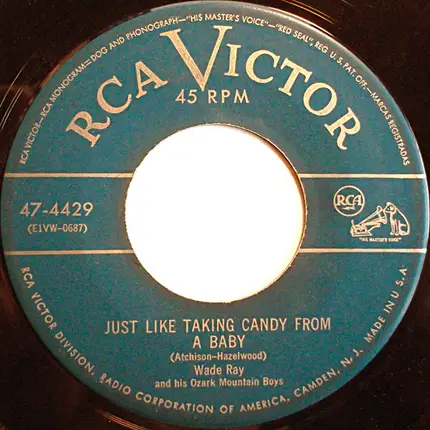 RCA VICTOR—RCA MONOGRAM—DOG AND PHONOGRAPH—"HIS MASTER'S VOICE"—"RED SEAL", REG. U.S. PAT. OFF.—MARCAS REGISTRADAS
RCA VICTOR
45 RPM
47-4429
(E1VW-0687)
RCA
"HIS MASTER'S VOICE"
JUST LIKE TAKING CANDY FROM
A BABY
(Atchison-Hazelwood)
Wade Ray
and his Ozark Mountain Boys
RCA VICTOR DIVISION, RADIO CORPORATION OF AMERICA, CAMDEN, N. J. MADE IN U.S.A